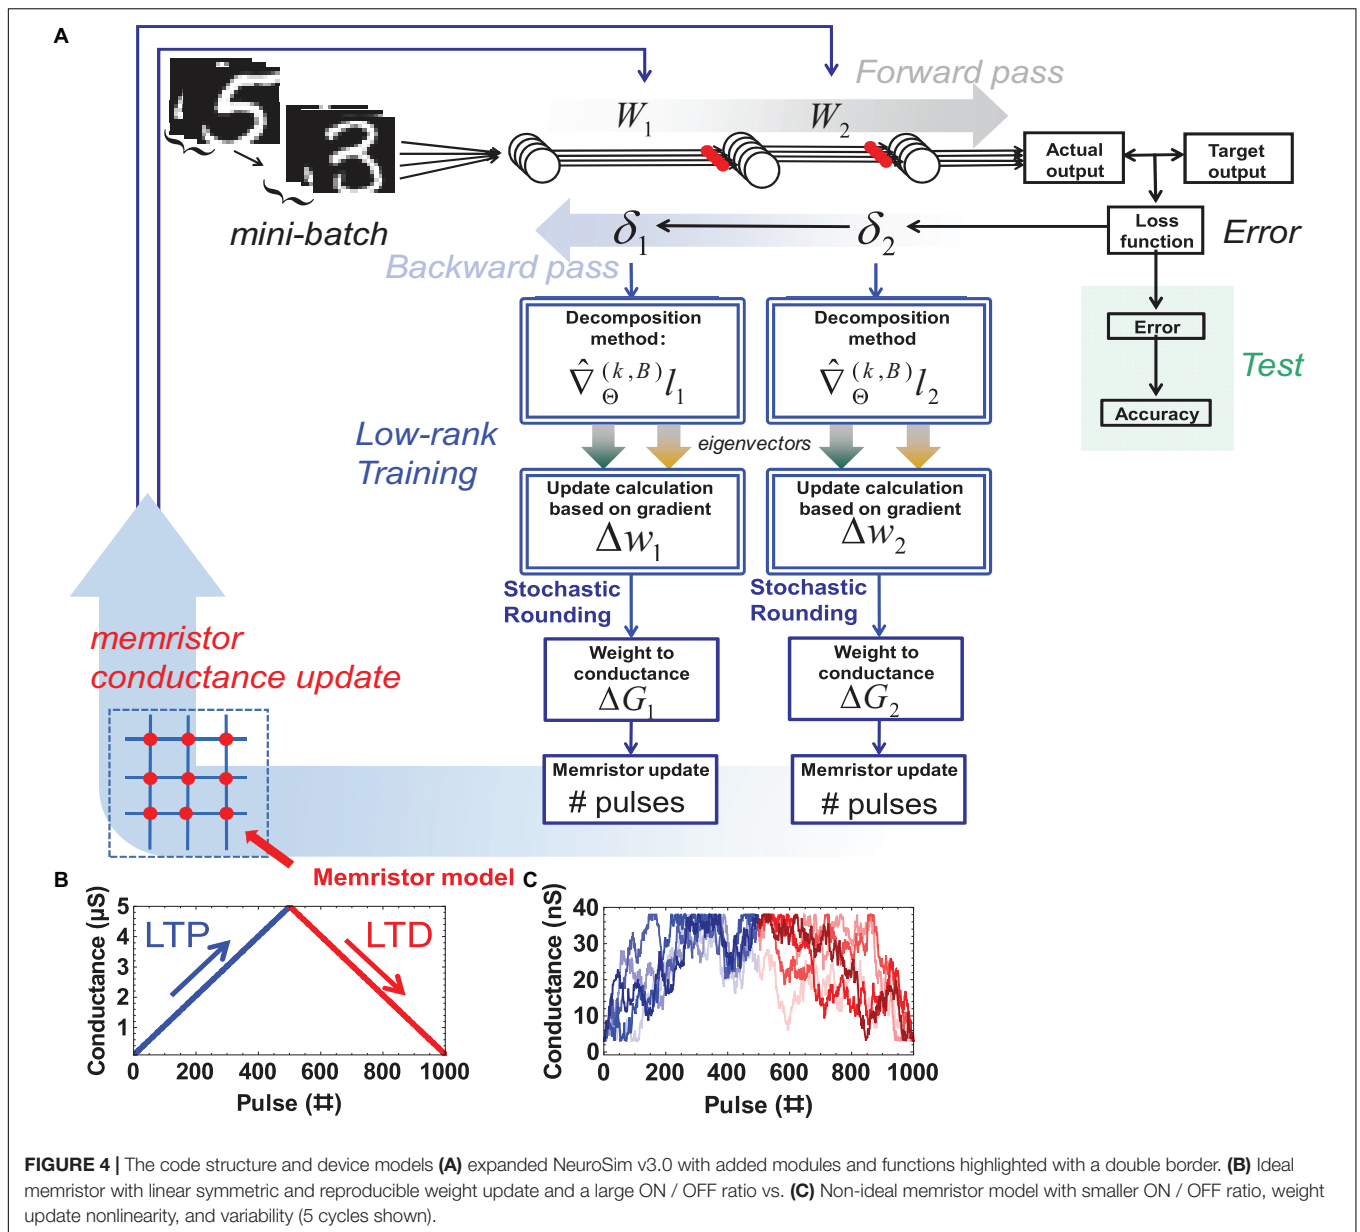 A
Forward pass
W₁
W₂
Actual output
Target output
mini-batch
δ₁
δ₂
Loss function
Error
Backward pass
Decomposition method:
∇̂_Θ^(k,B) l₁
Decomposition method
∇̂_Θ^(k,B) l₂
Error
Test
Accuracy
Low-rank Training
eigenvectors
Update calculation based on gradient
Δw₁
Update calculation based on gradient
Δw₂
Stochastic Rounding
Stochastic Rounding
memristor conductance update
Weight to conductance
ΔG₁
Weight to conductance
ΔG₂
Memristor update
# pulses
Memristor update
# pulses
Memristor model
B
Conductance (µS)
5
4
3
2
1
LTP
LTD
0 200 400 600 800 1000
Pulse (#)
C
Conductance (nS)
40
30
20
10
0
0 200 400 600 800 1000
Pulse (#)
FIGURE 4 | The code structure and device models (A) expanded NeuroSim v3.0 with added modules and functions highlighted with a double border. (B) Ideal
memristor with linear symmetric and reproducible weight update and a large ON / OFF ratio vs. (C) Non-ideal memristor model with smaller ON / OFF ratio, weight
update nonlinearity, and variability (5 cycles shown).